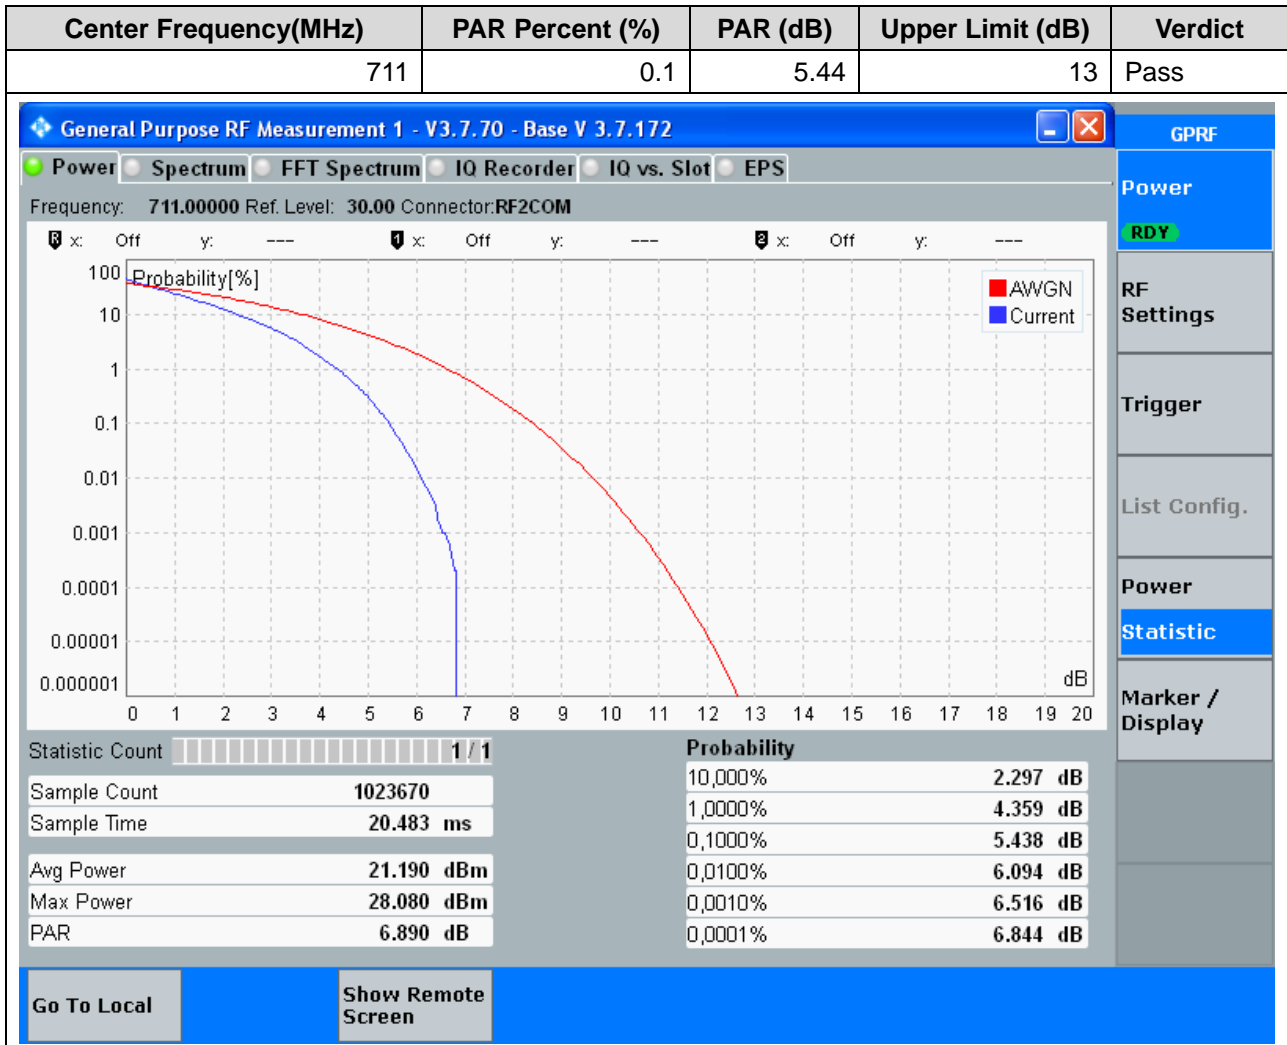 Center Frequency(MHz) PAR Percent (%) PAR (dB) Upper Limit (dB) Verdict
711 0.1 5.44 13 Pass
General Purpose RF Measurement 1 - V3.7.70 - Base V 3.7.172
GPRF
Power Spectrum FFT Spectrum IQ Recorder IQ vs. Slot EPS
Power
RDY
Frequency: 711.00000 Ref. Level: 30.00 Connector:RF2COM
R x: Off y: --- 1 x: Off y: --- 2 x: Off y: ---
Probability[%]
AWGN
Current
100
10
1
0.1
0.01
0.001
0.0001
0.00001
0.000001
dB
0 1 2 3 4 5 6 7 8 9 10 11 12 13 14 15 16 17 18 19 20
RF
Settings
Trigger
List Config.
Power
Statistic
Marker /
Display
Statistic Count 1 / 1
Sample Count 1023670
Sample Time 20.483 ms
Avg Power 21.190 dBm
Max Power 28.080 dBm
PAR 6.890 dB
Probability
10,000% 2.297 dB
1,0000% 4.359 dB
0,1000% 5.438 dB
0,0100% 6.094 dB
0,0010% 6.516 dB
0,0001% 6.844 dB
Go To Local
Show Remote
Screen